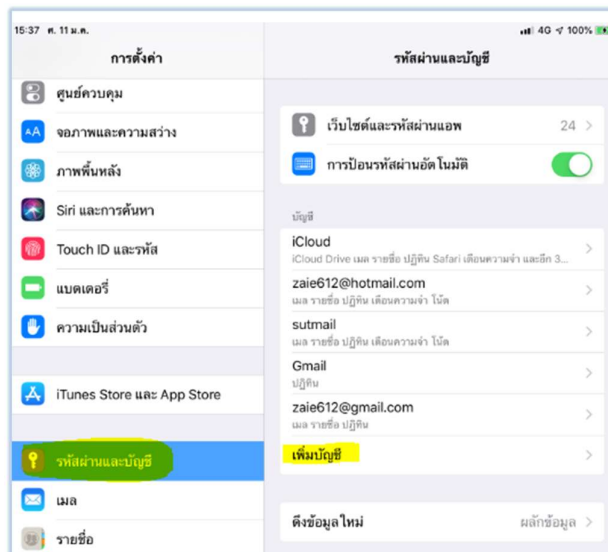 15:37 ศ. 11 ม.ค.
4G 100%
การตั้งค่า
ศูนย์ควบคุม
AA จอภาพและความสว่าง
ภาพพื้นหลัง
Siri และการค้นหา
Touch ID และรหัส
แบตเตอรี่
ความเป็นส่วนตัว
iTunes Store และ App Store
รหัสผ่านและบัญชี
เมล
รายชื่อ
รหัสผ่านและบัญชี
เว็บไซต์และรหัสผ่านแอพ 24
การป้อนรหัสผ่านอัตโนมัติ
บัญชี
iCloud
iCloud Drive เมล รายชื่อ ปฏิทิน Safari เตือนความจำ และอีก 3...
zaie612@hotmail.com
เมล รายชื่อ ปฏิทิน เตือนความจำ โน้ต
sutmail
เมล รายชื่อ ปฏิทิน เตือนความจำ โน้ต
Gmail
ปฏิทิน
zaie612@gmail.com
เมล รายชื่อ ปฏิทิน
เพิ่มบัญชี
ดึงข้อมูลใหม่ ผลักข้อมูล